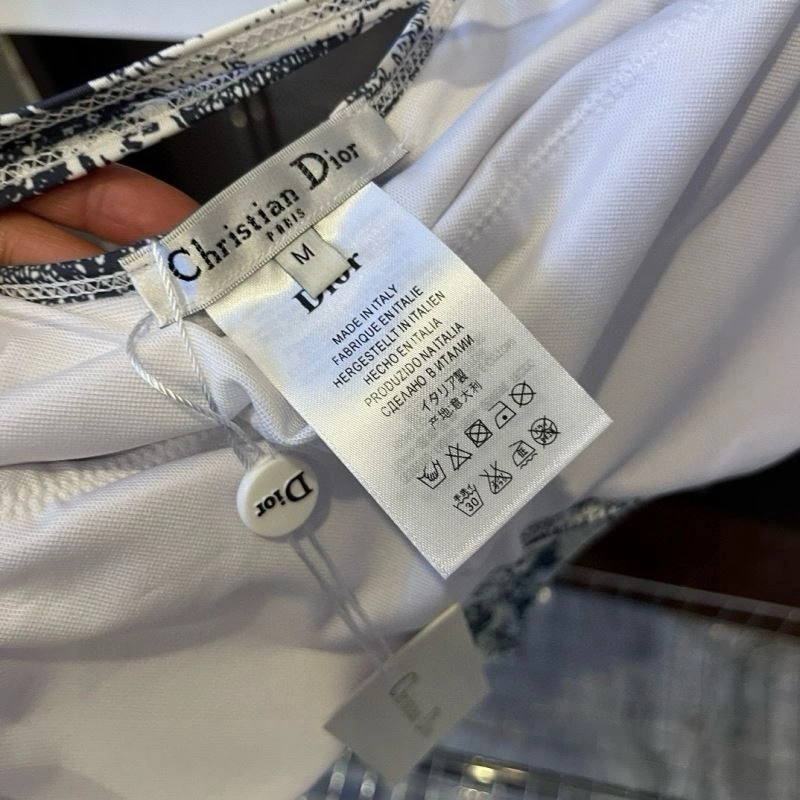 Christian Dior
PARIS
M
Dior
MADE IN ITALY
FABRIQUE EN ITALIE
HERGESTELLT IN ITALIEN
HECHO EN ITALIA
PRODUZIDO NA ITALIA
СДЕЛАНО В ИТАЛИИ
イタリア製
产地:意大利
30
Dior